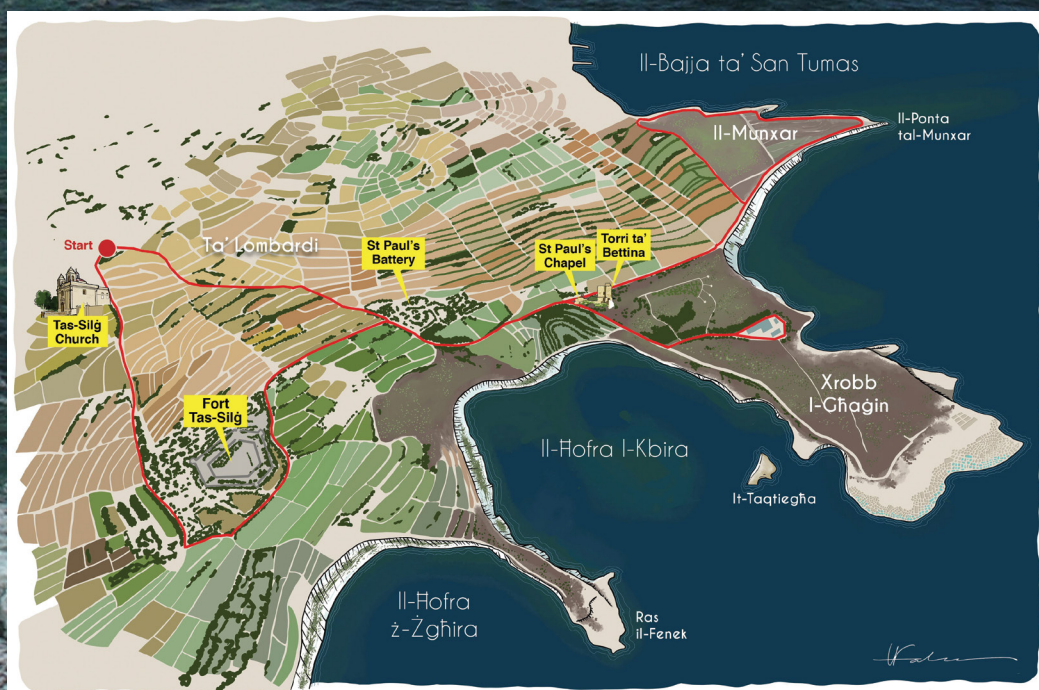 Il-Bajja ta' San Tumas
Il-Munxar
Il-Ponta
tal-Munxar
Start
Ta' Lombardi
St Paul's
Battery
St Paul's
Chapel
Torri ta'
Bettina
Tas-Silġ
Church
Fort
Tas-Silġ
Xrobb
l-Għaġin
Il-Ħofra l-Kbira
It-Taqtiegħa
Il-Ħofra
ż-Żgħira
Ras
il-Fenek